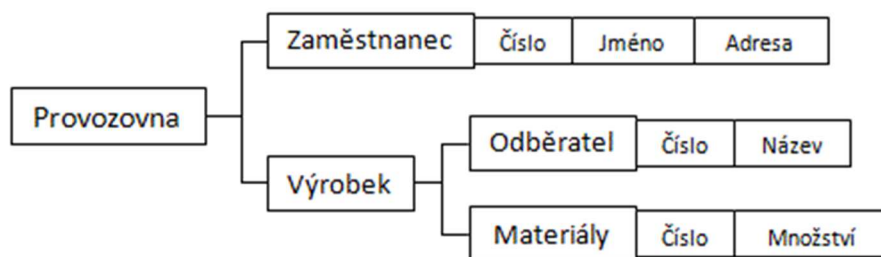 Zaměstnanec Číslo Jméno Adresa
Provozovna
Odběratel Číslo Název
Výrobek
Materiály Číslo Množství